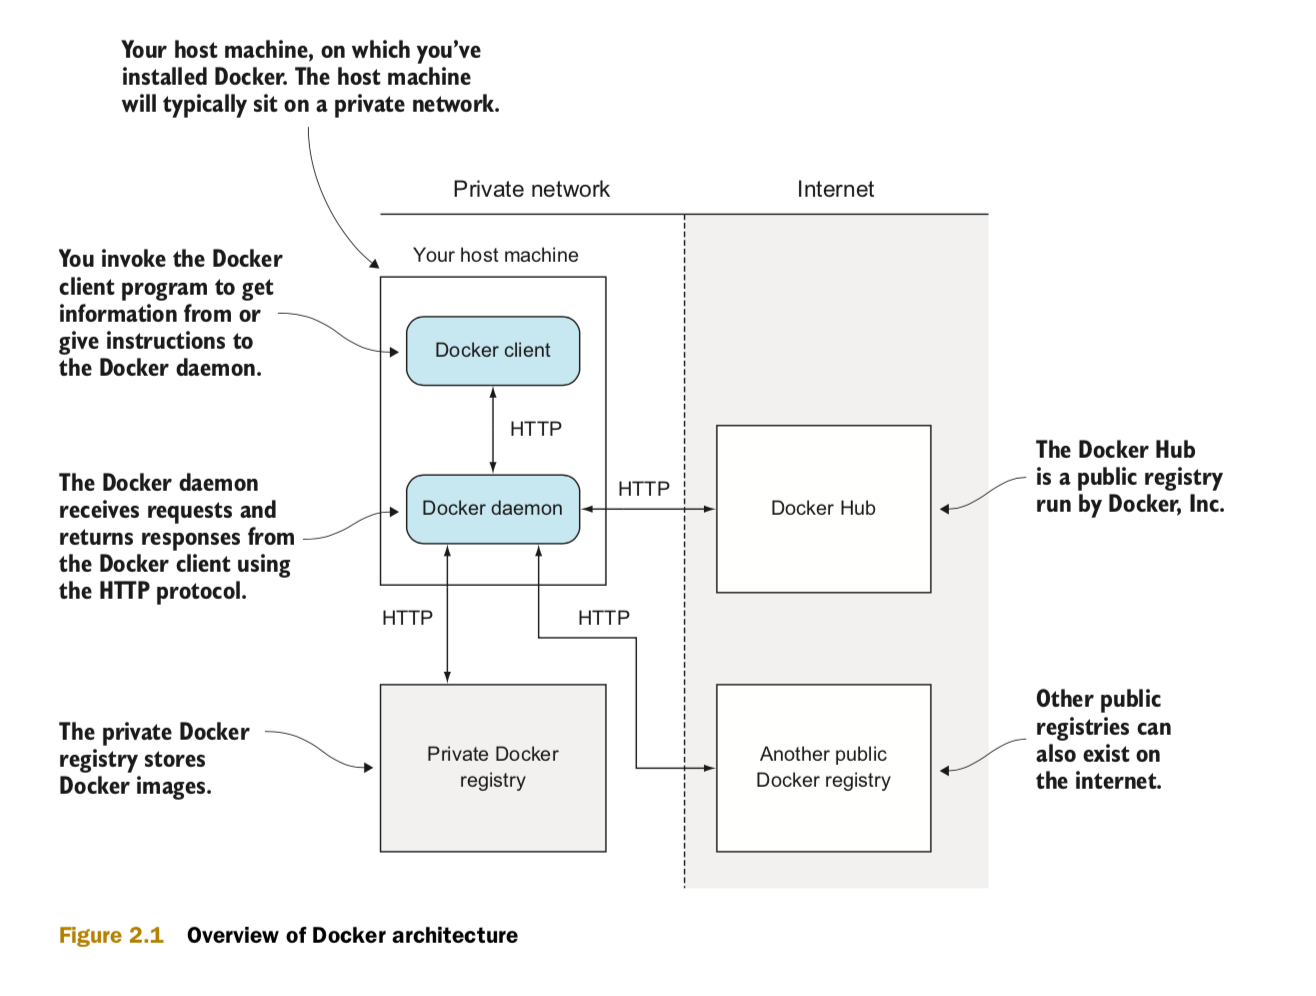 Your host machine, on which you've
installed Docker. The host machine
will typically sit on a private network.
Private network
Internet
Your host machine
You invoke the Docker
client program to get
information from or
give instructions to
the Docker daemon.
Docker client
HTTP
The Docker daemon
receives requests and
returns responses from
the Docker client using
the HTTP protocol.
Docker daemon
HTTP
Docker Hub
The Docker Hub
is a public registry
run by Docker, Inc.
HTTP
HTTP
The private Docker
registry stores
Docker images.
Private Docker
registry
Another public
Docker registry
Other public
registries can
also exist on
the internet.
Figure 2.1 Overview of Docker architecture